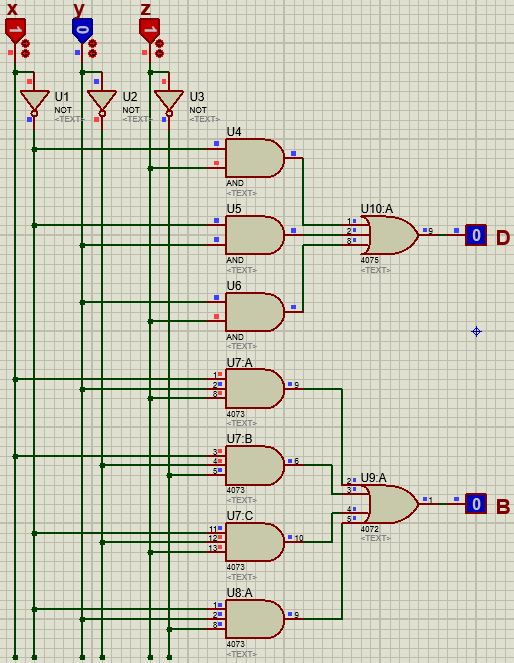 x y z
1 0 1
U1 U2 U3
NOT NOT NOT
<TEXT> <TEXT> <TEXT>
U4
AND
<TEXT>
U5
AND
<TEXT>
U10:A
1
2 9
8
4075
<TEXT>
0 D
U6
AND
<TEXT>
U7:A
1
2 9
8
4073
<TEXT>
U7:B
3
4 6
5
4073
<TEXT>
U9:A
2
3
4 1
5
4072
<TEXT>
0 B
U7:C
11
12 10
13
4073
<TEXT>
U8:A
1
2 9
8
4073
<TEXT>